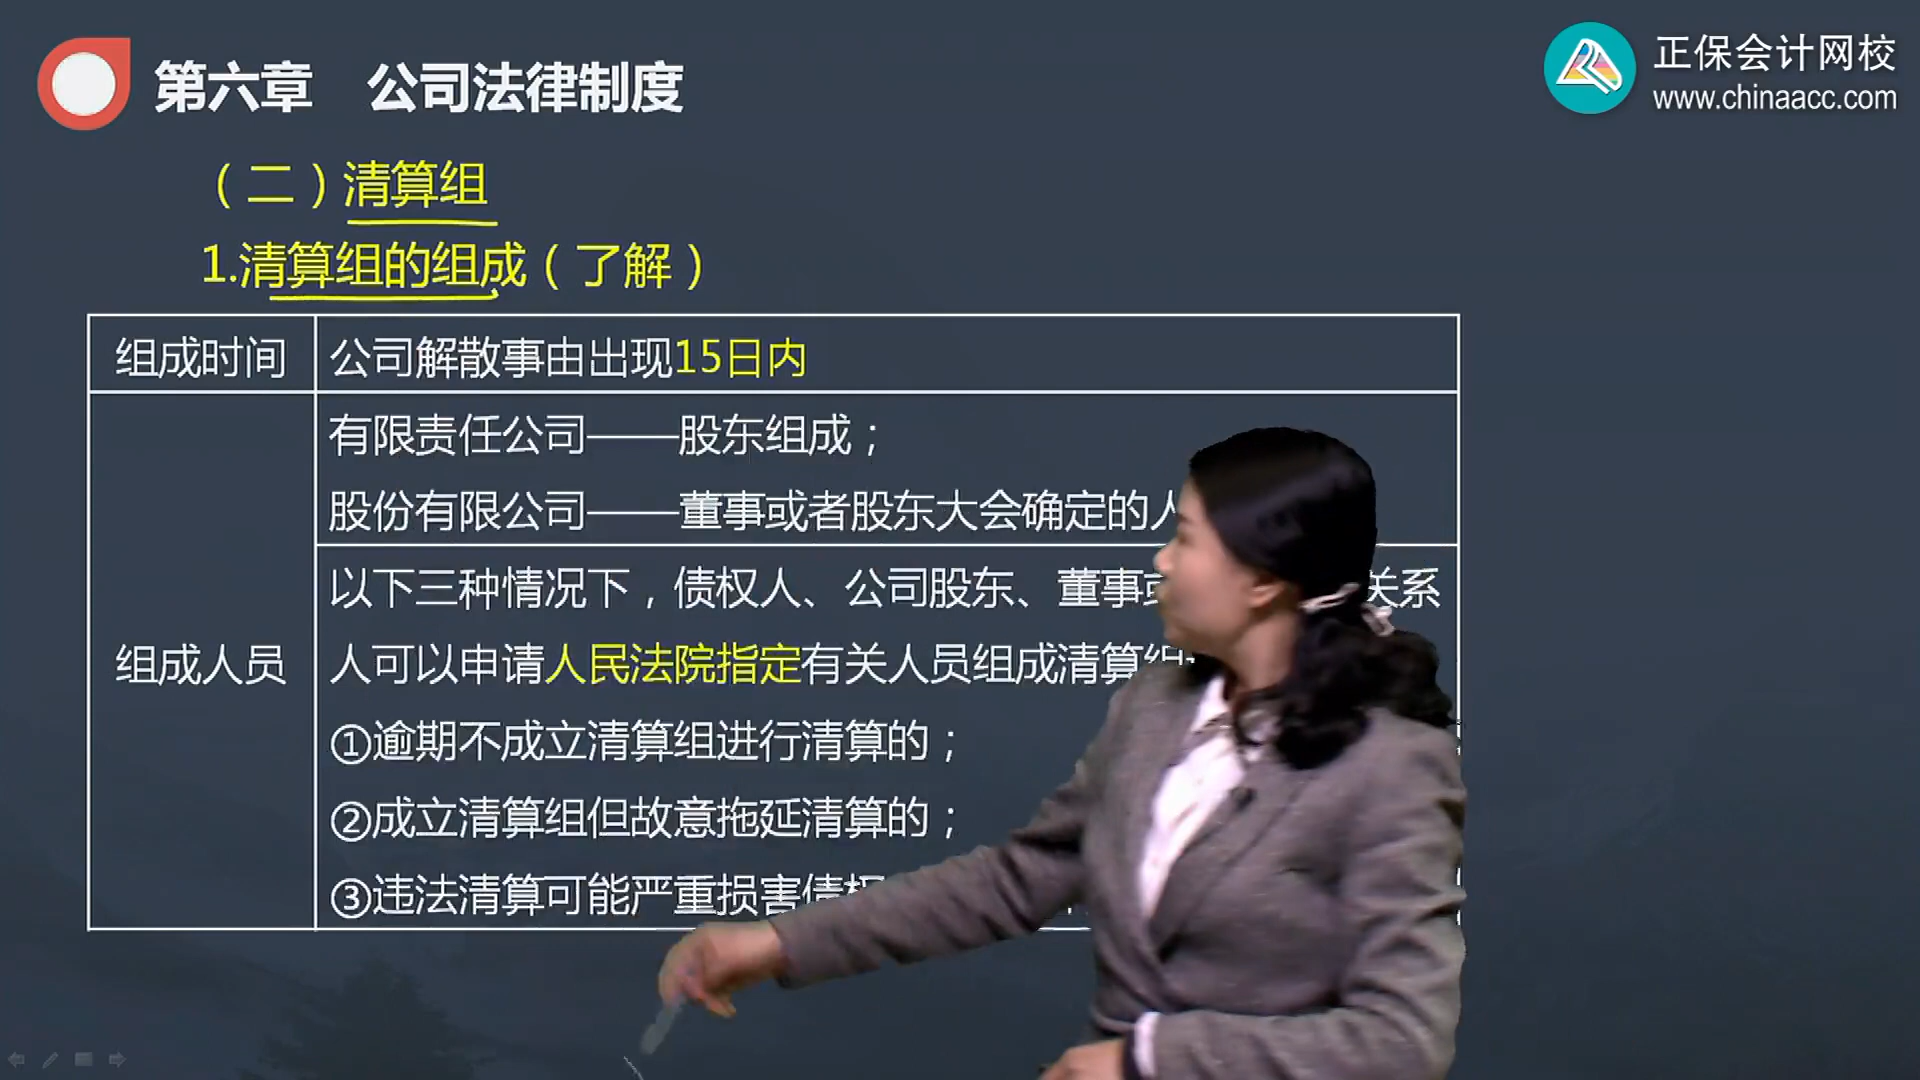 第六章 公司法律制度
正保会计网校
www.chinaacc.com
（二）清算组
1.清算组的组成（了解）
组成时间
公司解散事由出现15日内
组成人员
有限责任公司——股东组成；
股份有限公司——董事或者股东大会确定的人
以下三种情况下，债权人、公司股东、董事或 关系
人可以申请人民法院指定有关人员组成清算组
①逾期不成立清算组进行清算的；
②成立清算组但故意拖延清算的；
③违法清算可能严重损害债权